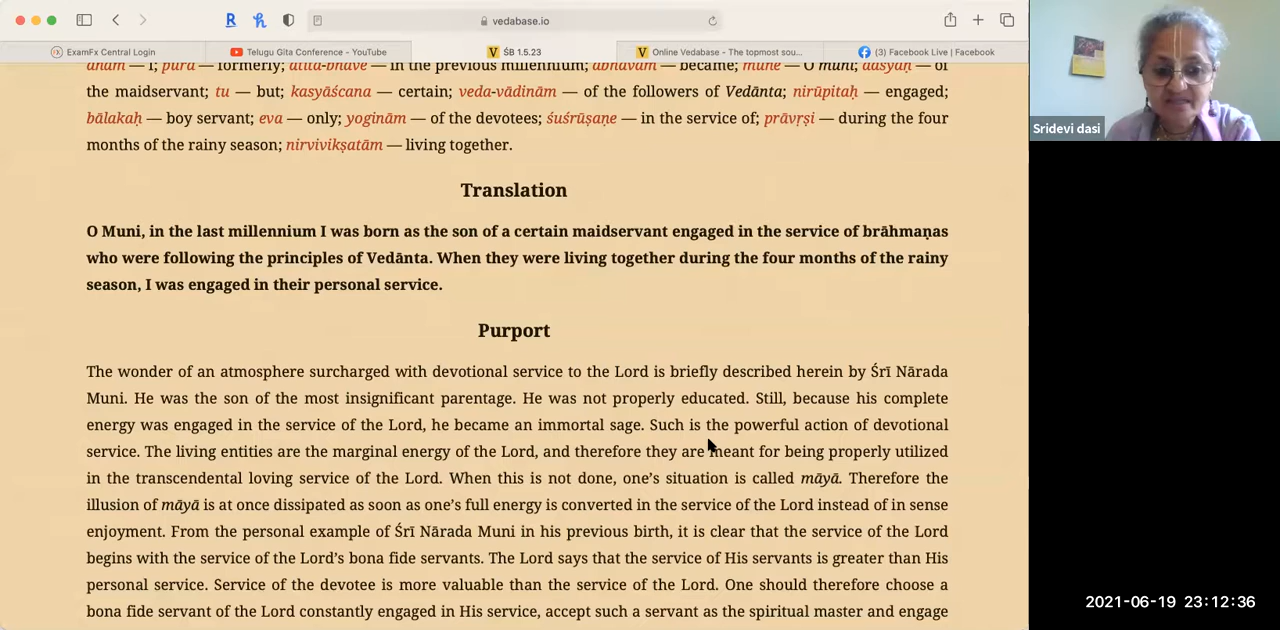 vedabase.io
ExamFx Central Login
Telugu Gita Conference - YouTube
ŚB 1.5.23
Online Vedabase - The topmost sou...
(3) Facebook Live | Facebook
ahaṁ — I; purā — formerly; atīta-bhave — in the previous millennium; abhavam — became; mune — O muni; dāsyāḥ — of
the maidservant; tu — but; kasyāścana — certain; veda-vādinām — of the followers of Vedānta; nirūpitaḥ — engaged;
bālakaḥ — boy servant; eva — only; yoginām — of the devotees; śuśrūṣaṇe — in the service of; prāvṛṣi — during the four
months of the rainy season; nirvivikṣatām — living together.
Translation
O Muni, in the last millennium I was born as the son of a certain maidservant engaged in the service of brāhmaṇas
who were following the principles of Vedānta. When they were living together during the four months of the rainy
season, I was engaged in their personal service.
Purport
The wonder of an atmosphere surcharged with devotional service to the Lord is briefly described herein by Śrī Nārada
Muni. He was the son of the most insignificant parentage. He was not properly educated. Still, because his complete
energy was engaged in the service of the Lord, he became an immortal sage. Such is the powerful action of devotional
service. The living entities are the marginal energy of the Lord, and therefore they are meant for being properly utilized
in the transcendental loving service of the Lord. When this is not done, one’s situation is called māyā. Therefore the
illusion of māyā is at once dissipated as soon as one’s full energy is converted in the service of the Lord instead of in sense
enjoyment. From the personal example of Śrī Nārada Muni in his previous birth, it is clear that the service of the Lord
begins with the service of the Lord’s bona fide servants. The Lord says that the service of His servants is greater than His
personal service. Service of the devotee is more valuable than the service of the Lord. One should therefore choose a
bona fide servant of the Lord constantly engaged in His service, accept such a servant as the spiritual master and engage
Sridevi dasi
2021-06-19 23:12:36